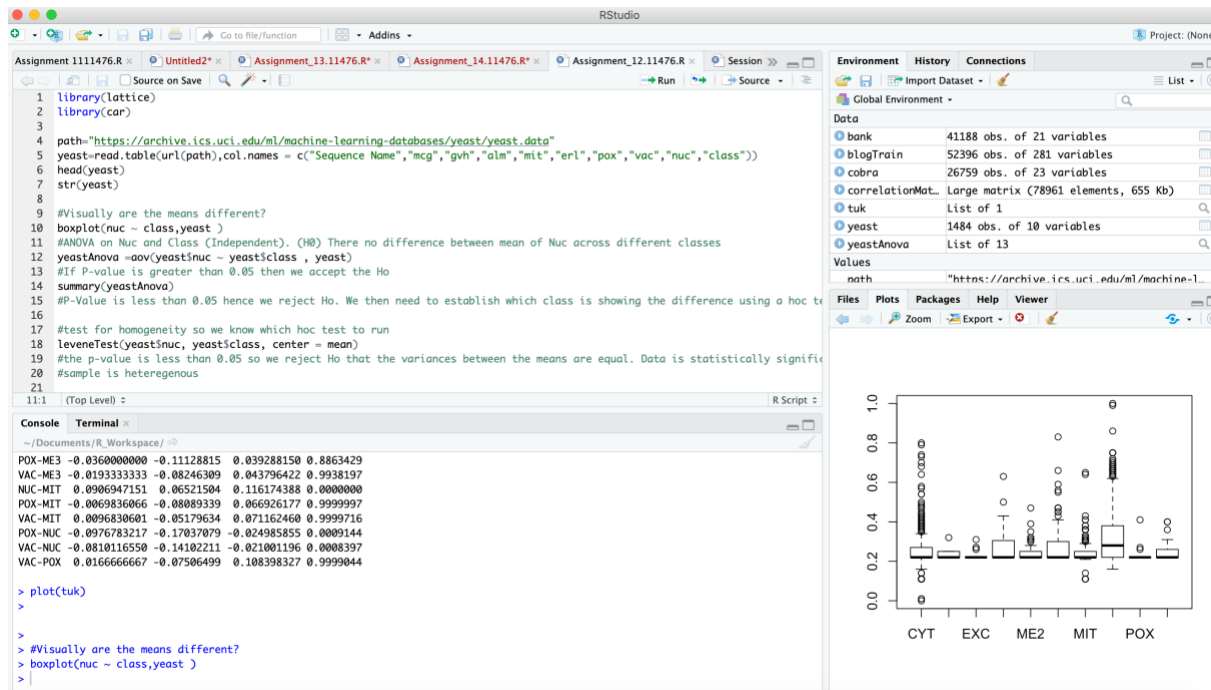 RStudio
Go to file/function
Addins
Project: (None
Assignment 1111476.R
Untitled2*
Assignment_13.11476.R*
Assignment_14.11476.R*
Assignment_12.11476.R
Session
Source on Save
Run
Source
1 library(lattice)
2 library(car)
3
4 path="https://archive.ics.uci.edu/ml/machine-learning-databases/yeast/yeast.data"
5 yeast=read.table(url(path),col.names = c("Sequence Name","mcg","gvh","alm","mit","erl","pox","vac","nuc","class"))
6 head(yeast)
7 str(yeast)
8
9 #Visually are the means different?
10 boxplot(nuc ~ class,yeast )
11 #ANOVA on Nuc and Class (Independent). (H0) There no difference between mean of Nuc across different classes
12 yeastAnova =aov(yeast$nuc ~ yeast$class , yeast)
13 #If P-value is greater than 0.05 then we accept the Ho
14 summary(yeastAnova)
15 #P-Value is less than 0.05 hence we reject Ho. We then need to establish which class is showing the difference using a hoc te
16
17 #test for homogeneity so we know which hoc test to run
18 leveneTest(yeast$nuc, yeast$class, center = mean)
19 #the p-value is less than 0.05 so we reject Ho that the variances between the means are equal. Data is statistically signific
20 #sample is heteregenous
21
11:1 (Top Level)
R Script
Console Terminal
~/Documents/R_Workspace/
POX-ME3 -0.0360000000 -0.11128815 0.039288150 0.8863429
VAC-ME3 -0.0193333333 -0.08246309 0.043796422 0.9938197
NUC-MIT 0.0906947151 0.06521504 0.116174388 0.0000000
POX-MIT -0.0069836066 -0.08089339 0.066926177 0.9999997
VAC-MIT 0.0096830601 -0.05179634 0.071162460 0.9999716
POX-NUC -0.0976783217 -0.17037079 -0.024985855 0.0009144
VAC-NUC -0.0810116550 -0.14102211 -0.021001196 0.0008397
VAC-POX 0.0166666667 -0.07506499 0.108398327 0.9999044
> plot(tuk)
>
>
> #Visually are the means different?
> boxplot(nuc ~ class,yeast )
>
Environment History Connections
Import Dataset
List
Global Environment
Data
bank 41188 obs. of 21 variables
blogTrain 52396 obs. of 281 variables
cobra 26759 obs. of 23 variables
correlationMat… Large matrix (78961 elements, 655 Kb)
tuk List of 1
yeast 1484 obs. of 10 variables
yeastAnova List of 13
Values
path "https://archive.ics.uci.edu/ml/machine-l…
Files Plots Packages Help Viewer
Zoom Export
1.0
0.8
0.6
0.4
0.2
0.0
CYT EXC ME2 MIT POX